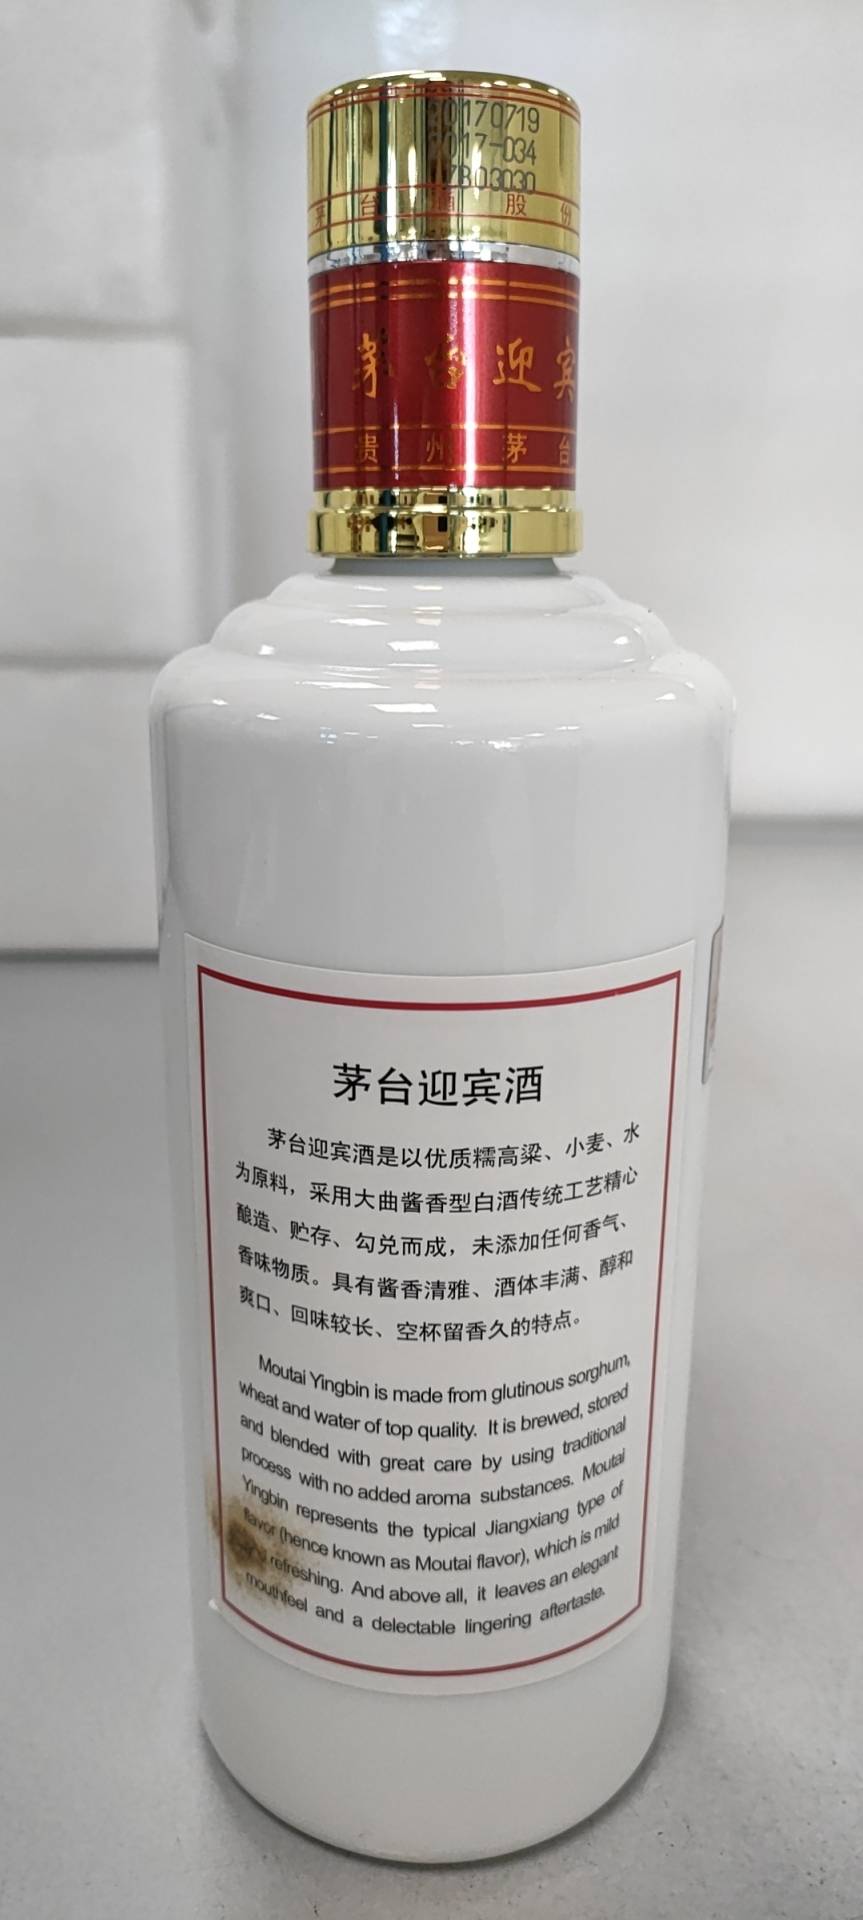 20170719
2017-034
03030
茅台酒股份
茅台迎宾
贵州茅台
茅台迎宾酒
茅台迎宾酒是以优质糯高粱、小麦、水
为原料，采用大曲酱香型白酒传统工艺精心
酿造、贮存、勾兑而成，未添加任何香气、
香味物质。具有酱香清雅、酒体丰满、醇和
爽口、回味较长、空杯留香久的特点。
Moutai Yingbin is made from glutinous sorghum,
wheat and water of top quality. It is brewed, stored
and blended with great care by using traditional
process with no added aroma substances. Moutai
Yingbin represents the typical Jiangxiang type of
flavor (hence known as Moutai flavor), which is mild
refreshing. And above all, it leaves an elegant
mouthfeel and a delectable lingering aftertaste.